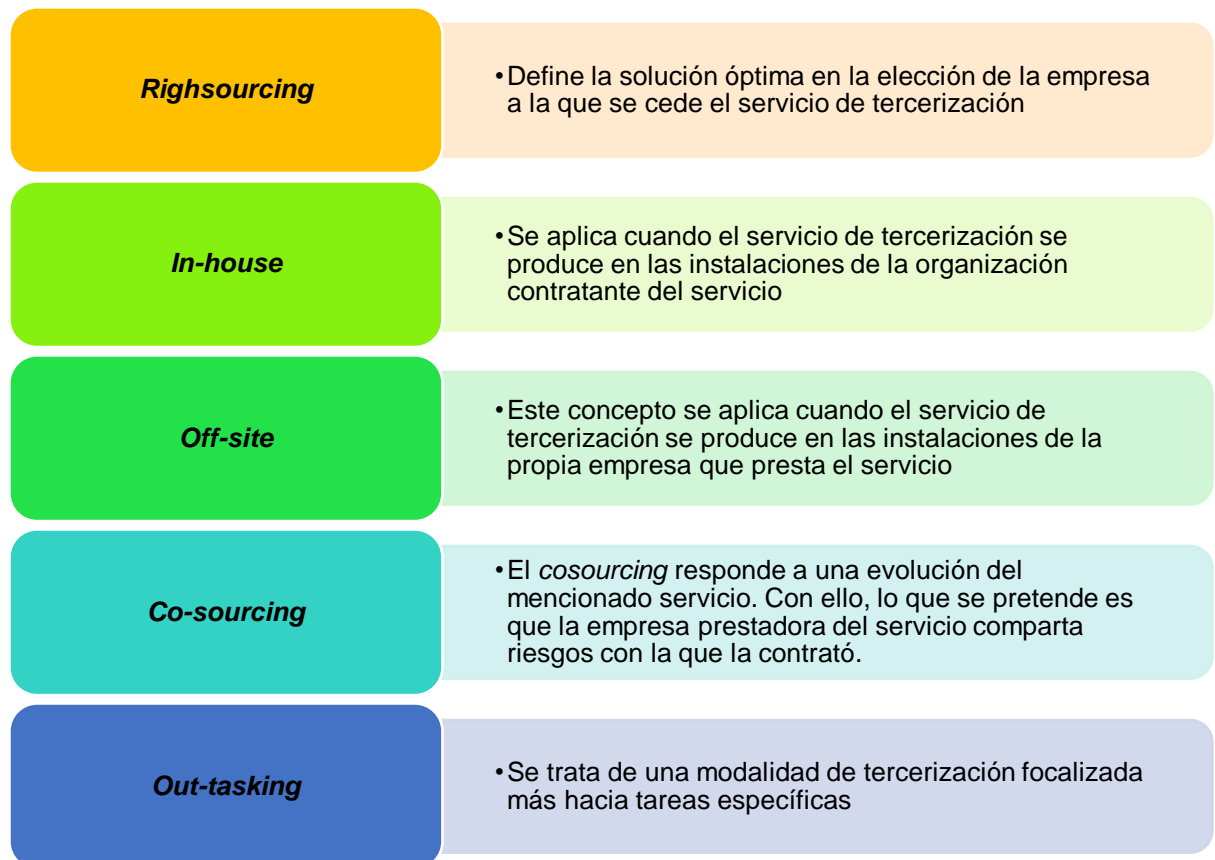 Righsourcing
•Define la solución óptima en la elección de la empresa
a la que se cede el servicio de tercerización
In-house
•Se aplica cuando el servicio de tercerización se
produce en las instalaciones de la organización
contratante del servicio
Off-site
•Este concepto se aplica cuando el servicio de
tercerización se produce en las instalaciones de la
propia empresa que presta el servicio
Co-sourcing
•El cosourcing responde a una evolución del
mencionado servicio. Con ello, lo que se pretende es
que la empresa prestadora del servicio comparta
riesgos con la que la contrató.
Out-tasking
•Se trata de una modalidad de tercerización focalizada
más hacia tareas específicas